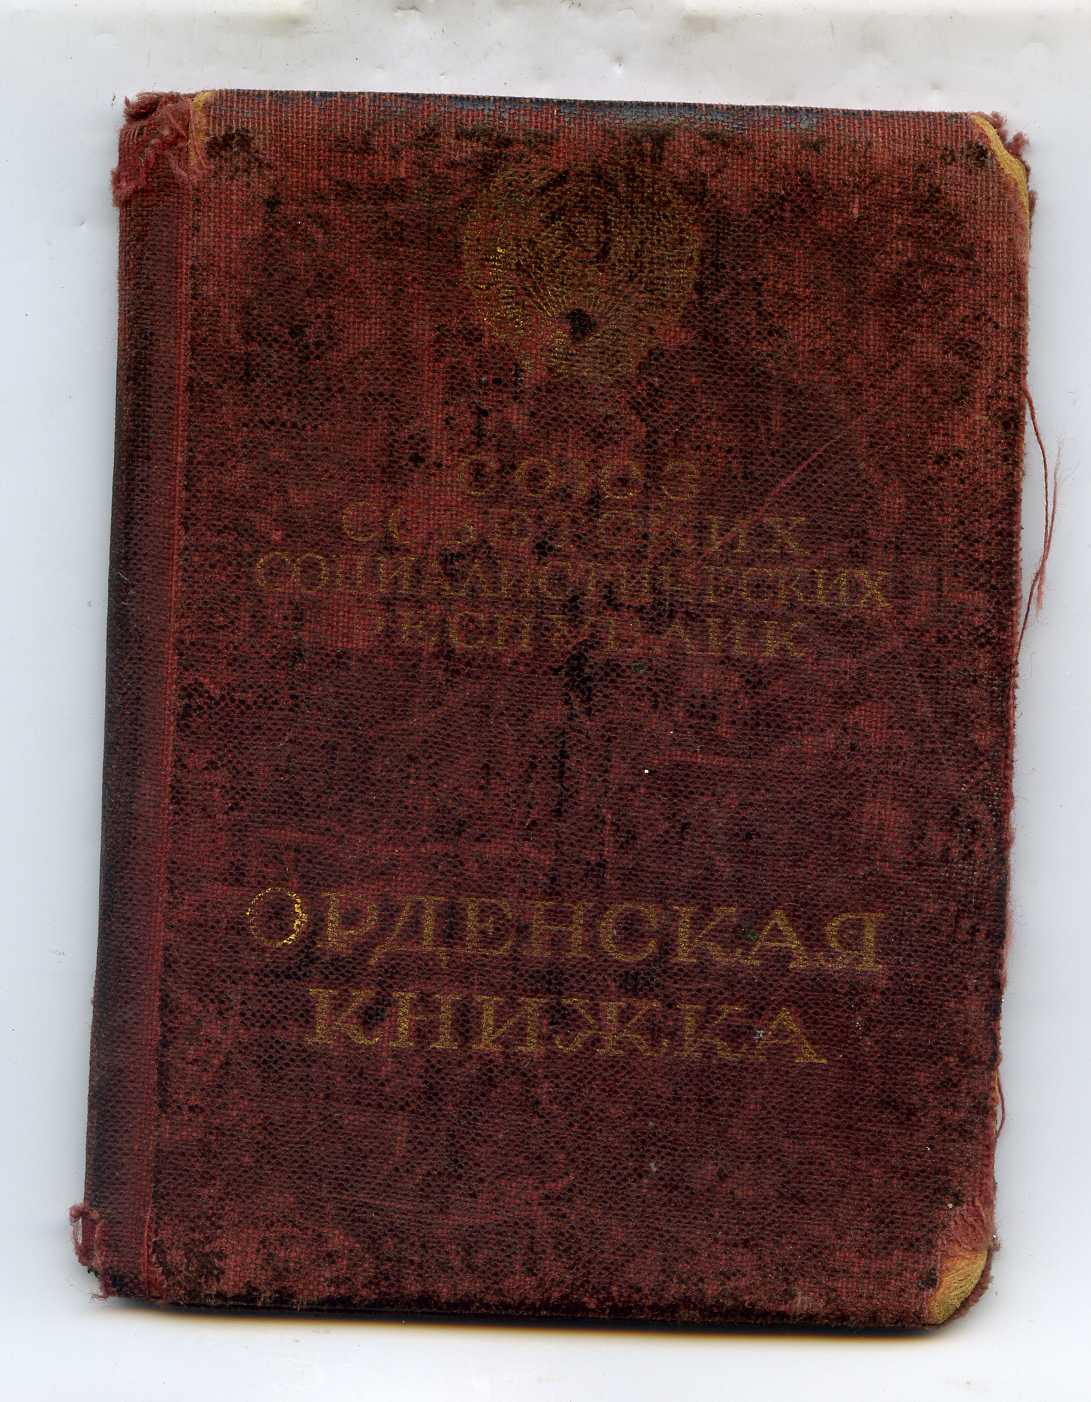 СОЮЗ
СОВЕТСКИХ
СОЦИАЛИСТИЧЕСКИХ
РЕСПУБЛИК
ОРДЕНСКАЯ
КНИЖКА